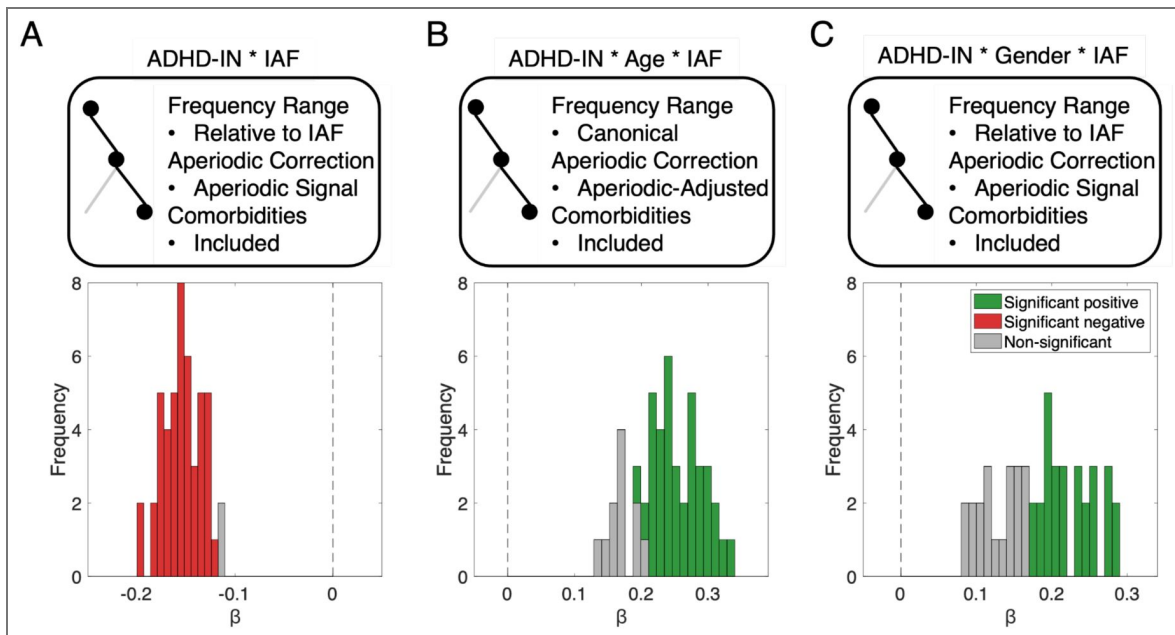 A
ADHD-IN * IAF
Frequency Range
• Relative to IAF
Aperiodic Correction
• Aperiodic Signal
Comorbidities
• Included
8
6
4
2
0
Frequency
-0.2
-0.1
0
β
B
ADHD-IN * Age * IAF
Frequency Range
• Canonical
Aperiodic Correction
• Aperiodic-Adjusted
Comorbidities
• Included
8
6
4
2
0
Frequency
0
0.1
0.2
0.3
β
C
ADHD-IN * Gender * IAF
Frequency Range
• Relative to IAF
Aperiodic Correction
• Aperiodic Signal
Comorbidities
• Included
Significant positive
Significant negative
Non-significant
8
6
4
2
0
Frequency
0
0.1
0.2
0.3
β